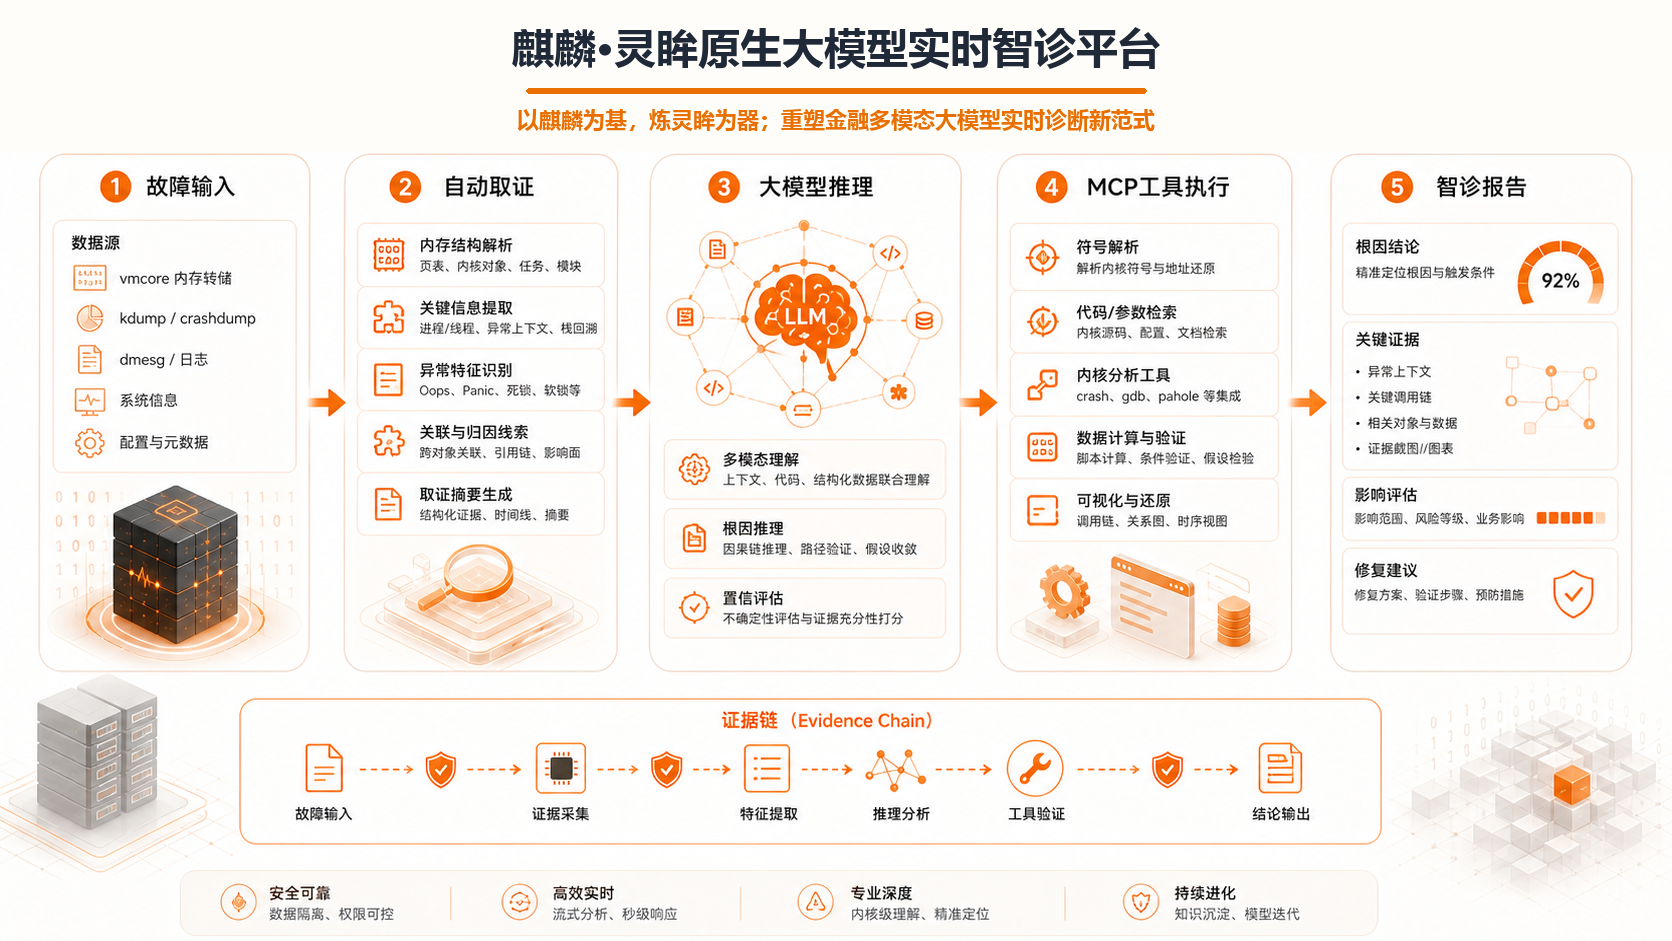 麒麟•灵眸原生大模型实时智诊平台
以麒麟为基，炼灵眸为器；重塑金融多模态大模型实时诊断新范式
1 故障输入
数据源
vmcore 内存转储
kdump / crashdump
dmesg / 日志
系统信息
配置与元数据
2 自动取证
内存结构解析
页表、内核对象、任务、模块
关键信息提取
进程/线程、异常上下文、栈回溯
异常特征识别
Oops、Panic、死锁、软锁等
关联与归因线索
跨对象关联、引用链、影响面
取证摘要生成
结构化证据、时间线、摘要
3 大模型推理
LLM
多模态理解
上下文、代码、结构化数据联合理解
根因推理
因果链推理、路径验证、假设收敛
置信评估
不确定性评估与证据充分性打分
4 MCP工具执行
符号解析
解析内核符号与地址还原
代码/参数检索
内核源码、配置、文档检索
内核分析工具
crash、gdb、pahole 等集成
数据计算与验证
脚本计算、条件验证、假设检验
可视化与还原
调用链、关系图、时序视图
5 智诊报告
根因结论
精准定位根因与触发条件
92%
关键证据
• 异常上下文
• 关键调用链
• 相关对象与数据
• 证据截图//图表
影响评估
影响范围、风险等级、业务影响
修复建议
修复方案、验证步骤、预防措施
证据链（Evidence Chain）
故障输入
证据采集
特征提取
推理分析
工具验证
结论输出
安全可靠
数据隔离、权限可控
高效实时
流式分析、秒级响应
专业深度
内核级理解、精准定位
持续进化
知识沉淀、模型迭代